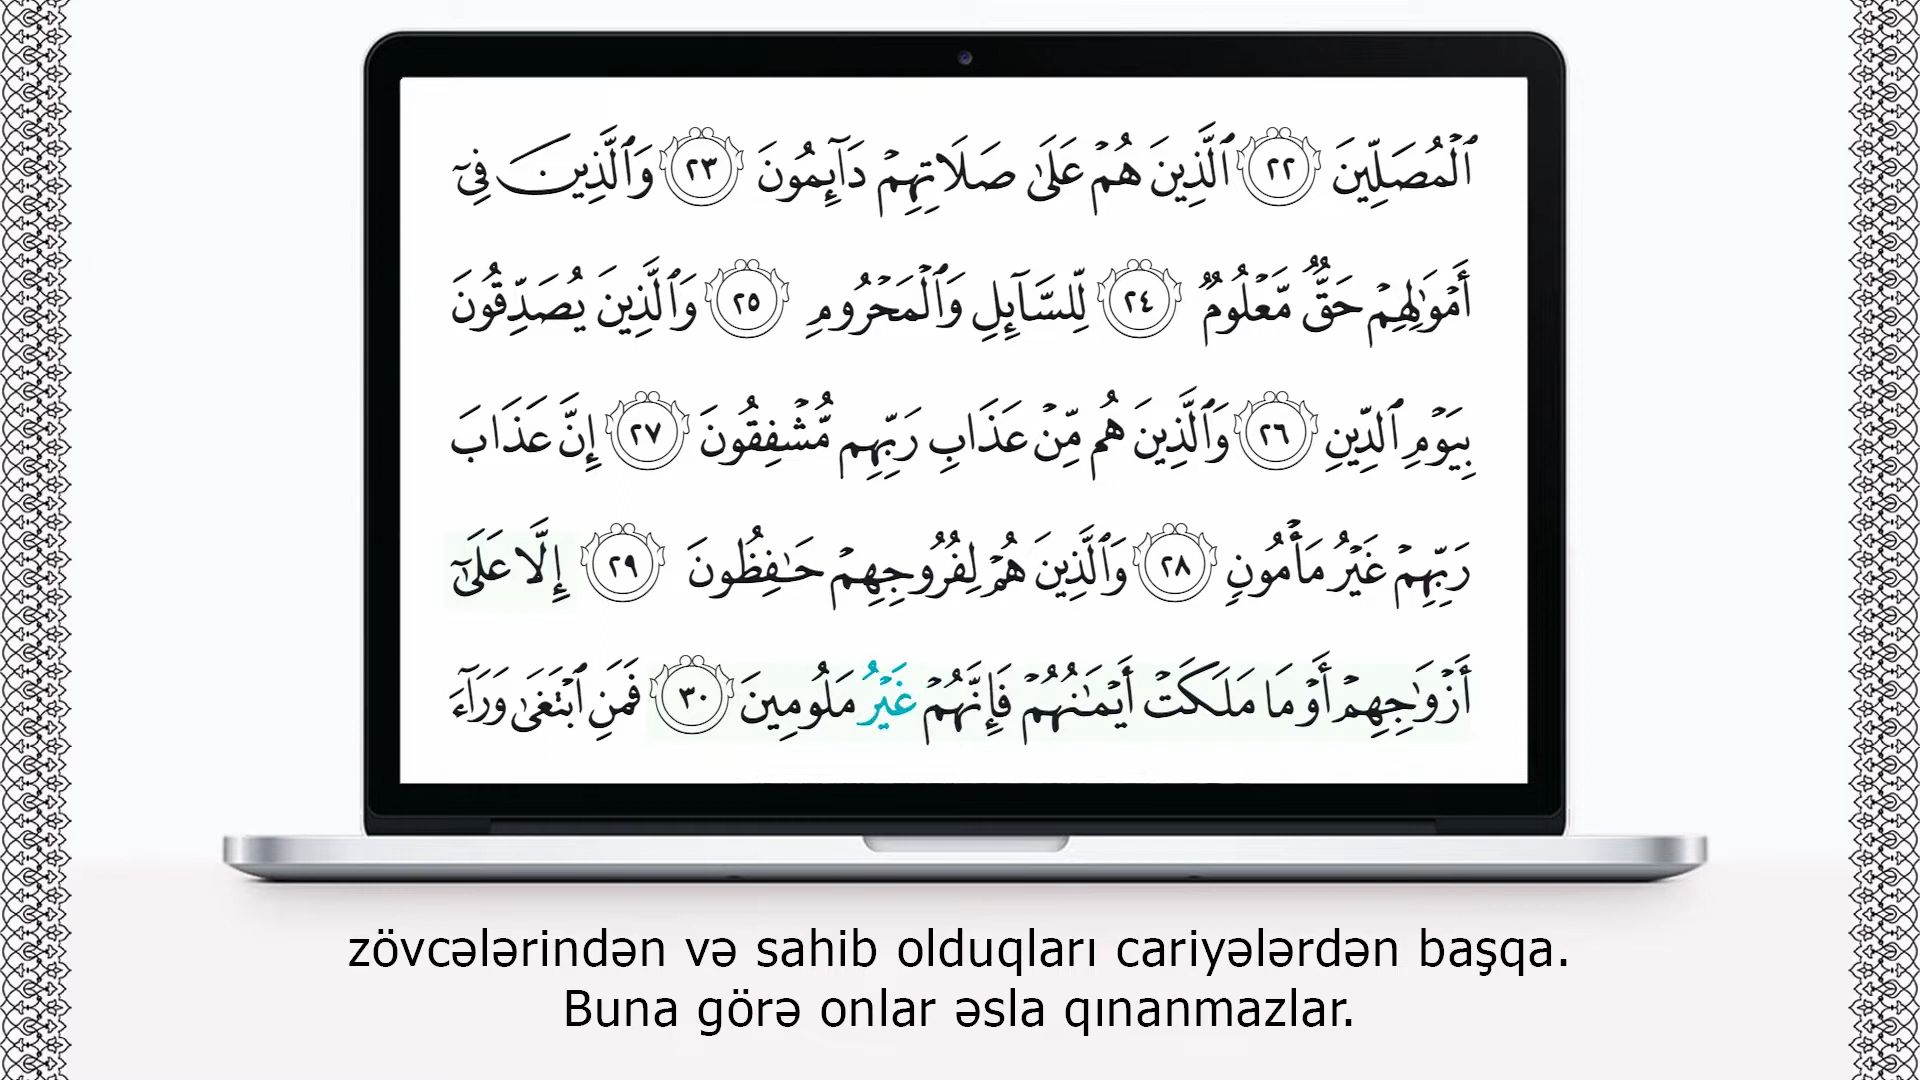 ٱلۡمُصَلِّينَ ٢٢ ٱلَّذِينَ هُمۡ عَلَىٰ صَلَاتِهِمۡ دَآئِمُونَ ٢٣ وَٱلَّذِينَ فِيٓ
أَمۡوَٰلِهِمۡ حَقّٞ مَّعۡلُومٞ ٢٤ لِّلسَّآئِلِ وَٱلۡمَحۡرُومِ ٢٥ وَٱلَّذِينَ يُصَدِّقُونَ
بِيَوۡمِ ٱلدِّينِ ٢٦ وَٱلَّذِينَ هُم مِّنۡ عَذَابِ رَبِّهِم مُّشۡفِقُونَ ٢٧ إِنَّ عَذَابَ
رَبِّهِمۡ غَيۡرُ مَأۡمُونٖ ٢٨ وَٱلَّذِينَ هُمۡ لِفُرُوجِهِمۡ حَٰفِظُونَ ٢٩ إِلَّا عَلَىٰٓ
أَزۡوَٰجِهِمۡ أَوۡ مَا مَلَكَتۡ أَيۡمَٰنُهُمۡ فَإِنَّهُمۡ غَيۡرُ مَلُومِينَ ٣٠ فَمَنِ ٱبۡتَغَىٰ وَرَآءَ
zövcələrindən və sahib olduqları cariyələrdən başqa.
Buna görə onlar əsla qınanmazlar.